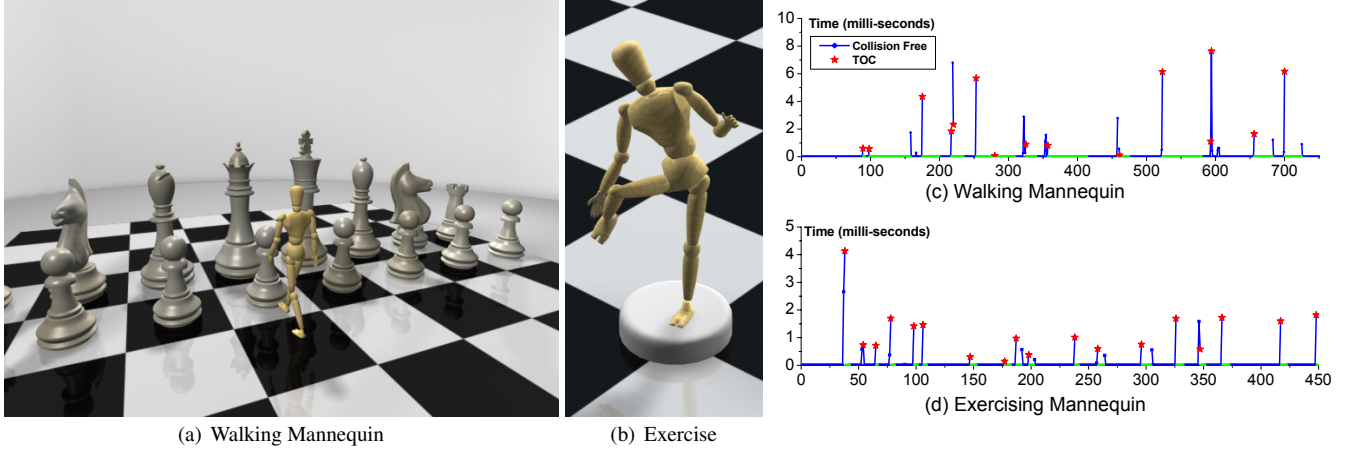 (a) Walking Mannequin
(b) Exercise
Time (milli-seconds)
Collision Free
TOC
10
8
6
4
2
0
0 100 200 300 400 500 600 700
(c) Walking Mannequin
Time (milli-seconds)
5
4
3
2
1
0
0 50 100 150 200 250 300 350 400 450
(d) Exercising Mannequin